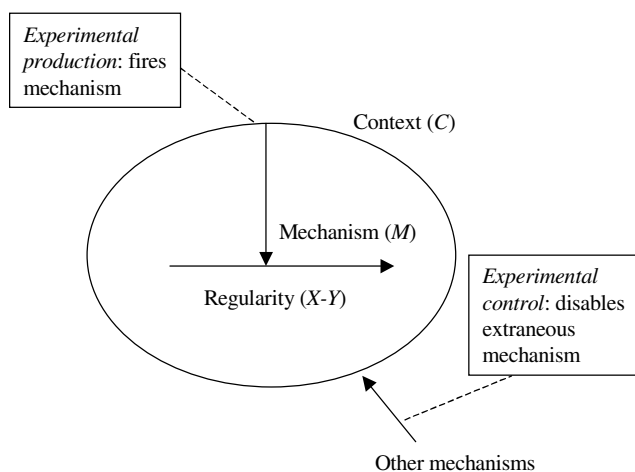 Experimental
production: fires
mechanism
Context (C)
Mechanism (M)
Regularity (X-Y)
Experimental
control: disables
extraneous
mechanism
Other mechanisms